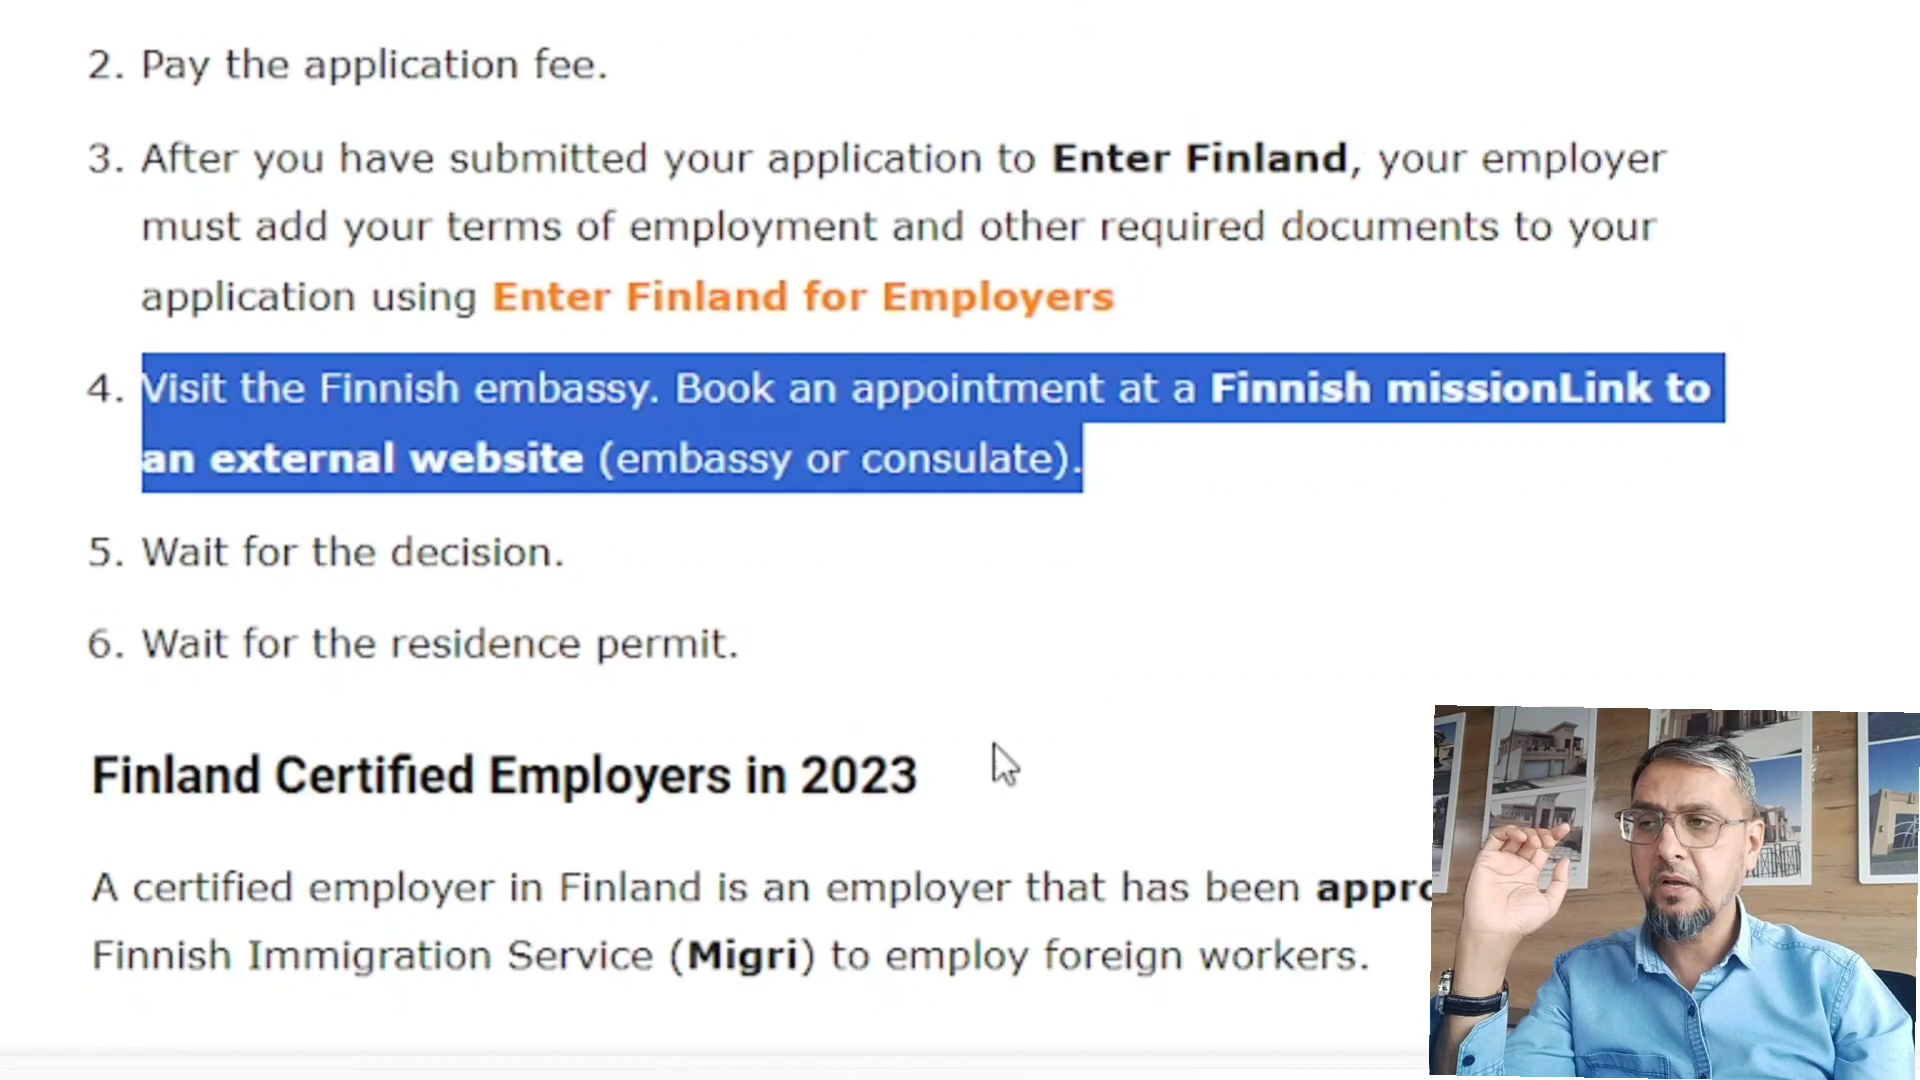 2. Pay the application fee.
3. After you have submitted your application to Enter Finland, your employer
must add your terms of employment and other required documents to your
application using Enter Finland for Employers
4. Visit the Finnish embassy. Book an appointment at a Finnish missionLink to
an external website (embassy or consulate).
5. Wait for the decision.
6. Wait for the residence permit.
Finland Certified Employers in 2023
A certified employer in Finland is an employer that has been
Finnish Immigration Service (Migri) to employ foreign workers.